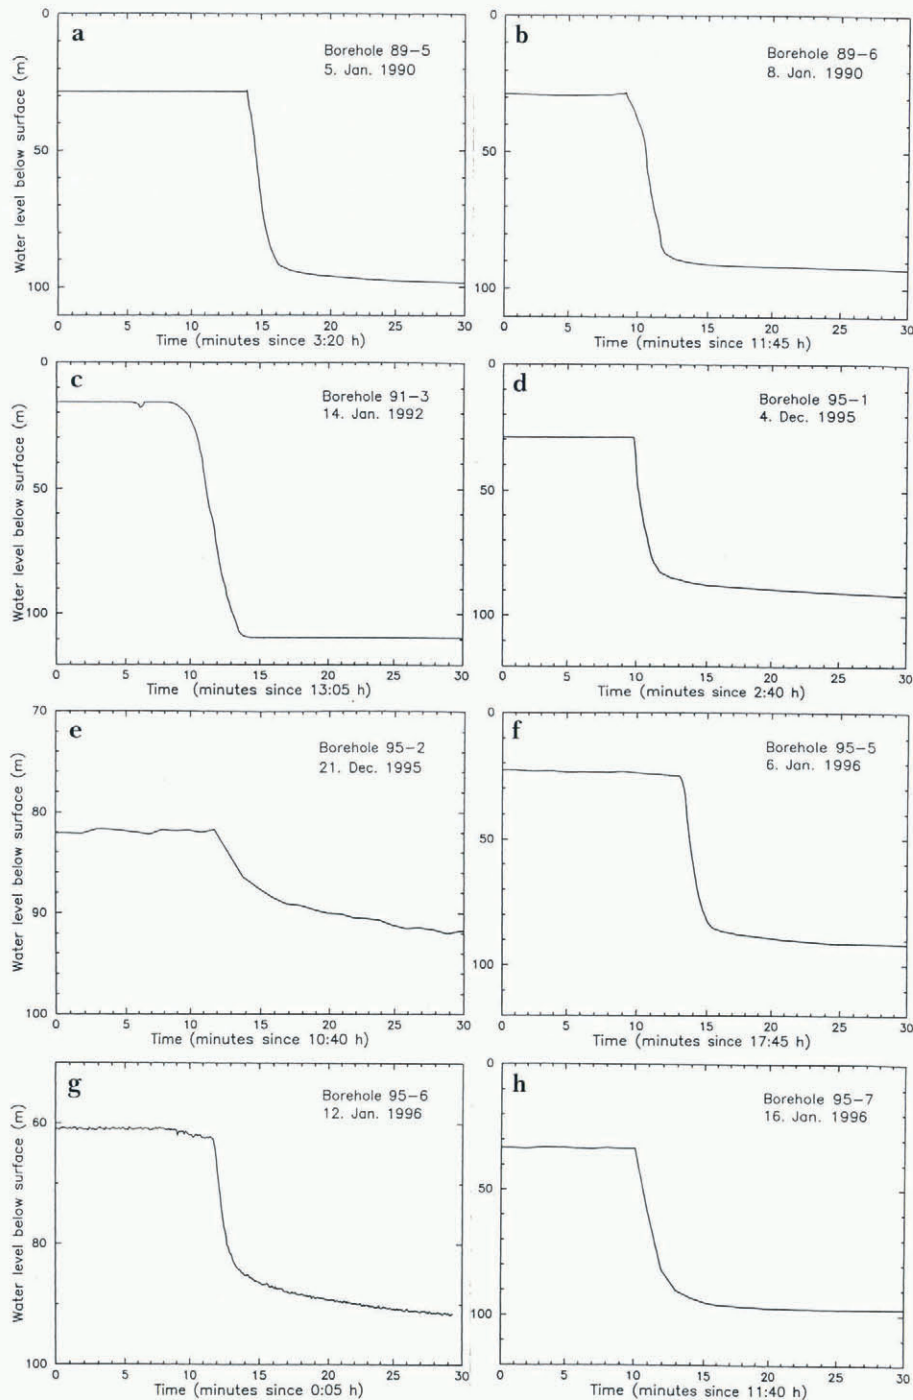 a
Borehole 89-5
5. Jan. 1990
0
50
100
Water level below surface (m)
0 5 10 15 20 25 30
Time (minutes since 3:20 h)
b
Borehole 89-6
8. Jan. 1990
0
50
100
0 5 10 15 20 25 30
Time (minutes since 11:45 h)
c
Borehole 91-3
14. Jan. 1992
0
50
100
Water level below surface (m)
0 5 10 15 20 25 30
Time (minutes since 13:05 h)
d
Borehole 95-1
4. Dec. 1995
0
50
100
0 5 10 15 20 25 30
Time (minutes since 2:40 h)
e
Borehole 95-2
21. Dec. 1995
70
80
90
100
Water level below surface (m)
0 5 10 15 20 25 30
Time (minutes since 10:40 h)
f
Borehole 95-5
6. Jan. 1996
0
50
100
0 5 10 15 20 25 30
Time (minutes since 17:45 h)
g
Borehole 95-6
12. Jan. 1996
60
80
100
Water level below surface (m)
0 5 10 15 20 25 30
Time (minutes since 0:05 h)
h
Borehole 95-7
16. Jan. 1996
0
50
100
0 5 10 15 20 25 30
Time (minutes since 11:40 h)